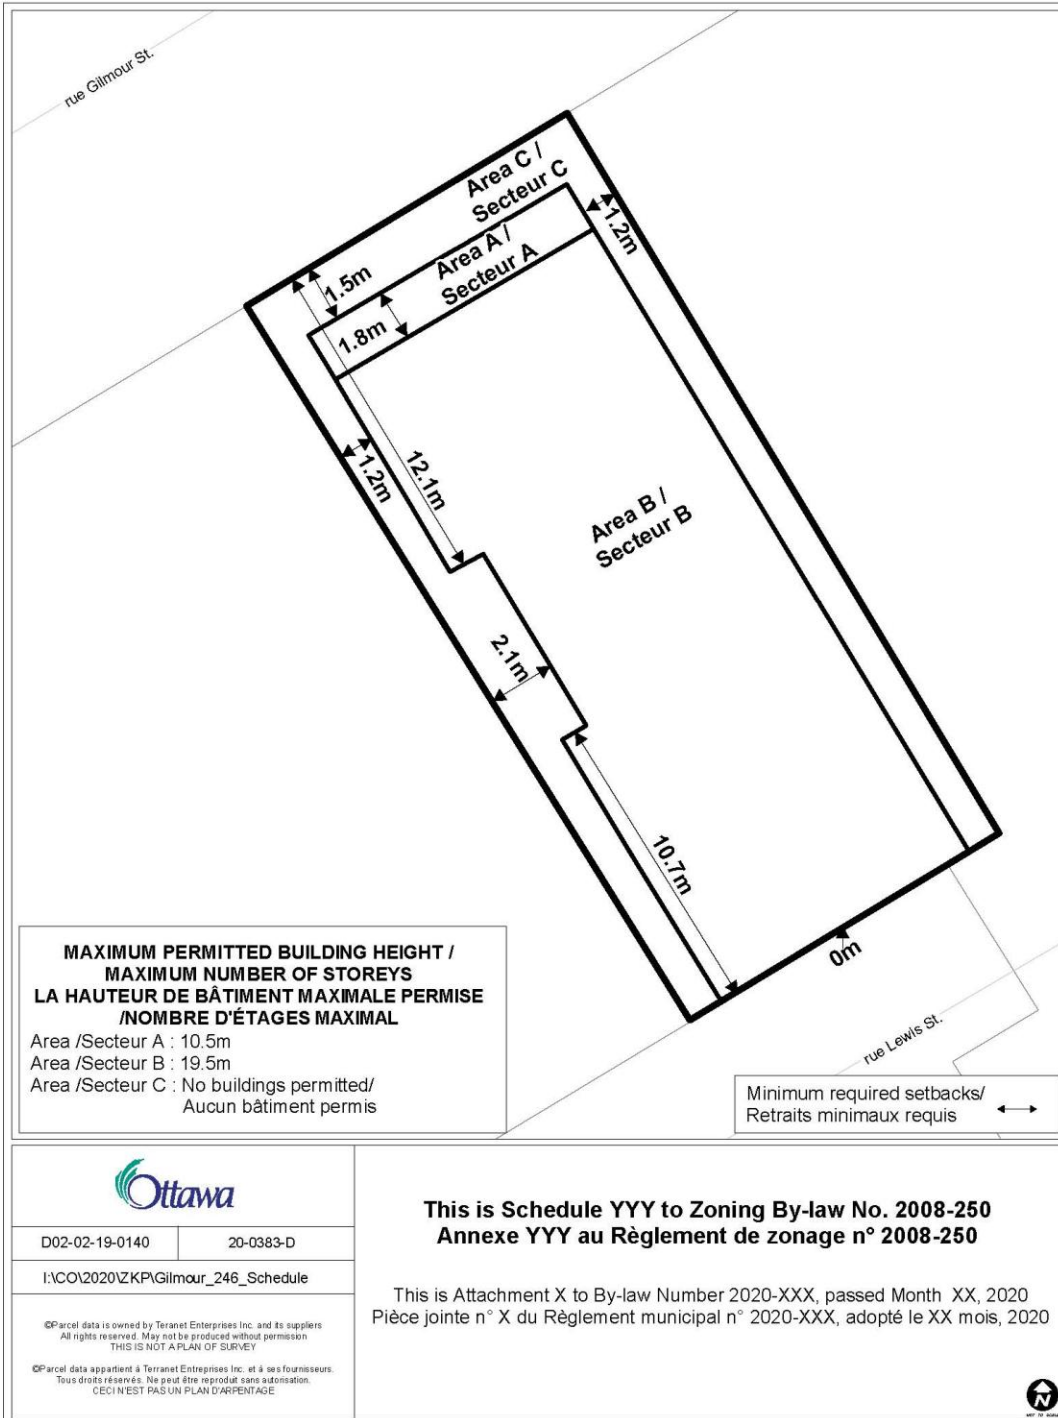 rue Gilmour St.
Area C /
Secteur C
1.2m
Area A /
Secteur A
1.5m
1.8m
1.2m
12.1m
Area B /
Secteur B
2.1m
10.7m
0m
rue Lewis St.
MAXIMUM PERMITTED BUILDING HEIGHT /
MAXIMUM NUMBER OF STOREYS
LA HAUTEUR DE BÂTIMENT MAXIMALE PERMISE
/NOMBRE D'ÉTAGES MAXIMAL
Area /Secteur A : 10.5m
Area /Secteur B : 19.5m
Area /Secteur C : No buildings permitted/
Aucun bâtiment permis
Minimum required setbacks/
Retraits minimaux requis
Ottawa
D02-02-19-0140
20-0383-D
I:\CO\2020\ZKP\Gilmour_246_Schedule
©Parcel data is owned by Teranet Enterprises Inc. and its suppliers
All rights reserved. May not be produced without permission
THIS IS NOT A PLAN OF SURVEY
©Parcel data appartient à Terranet Entreprises Inc. et à ses fournisseurs.
Tous droits réservés. Ne peut être reproduit sans autorisation.
CECI N'EST PAS UN PLAN D'ARPENTAGE
This is Schedule YYY to Zoning By-law No. 2008-250
Annexe YYY au Règlement de zonage n° 2008-250
This is Attachment X to By-law Number 2020-XXX, passed Month XX, 2020
Pièce jointe n° X du Règlement municipal n° 2020-XXX, adopté le XX mois, 2020
N
NOT TO SCALE